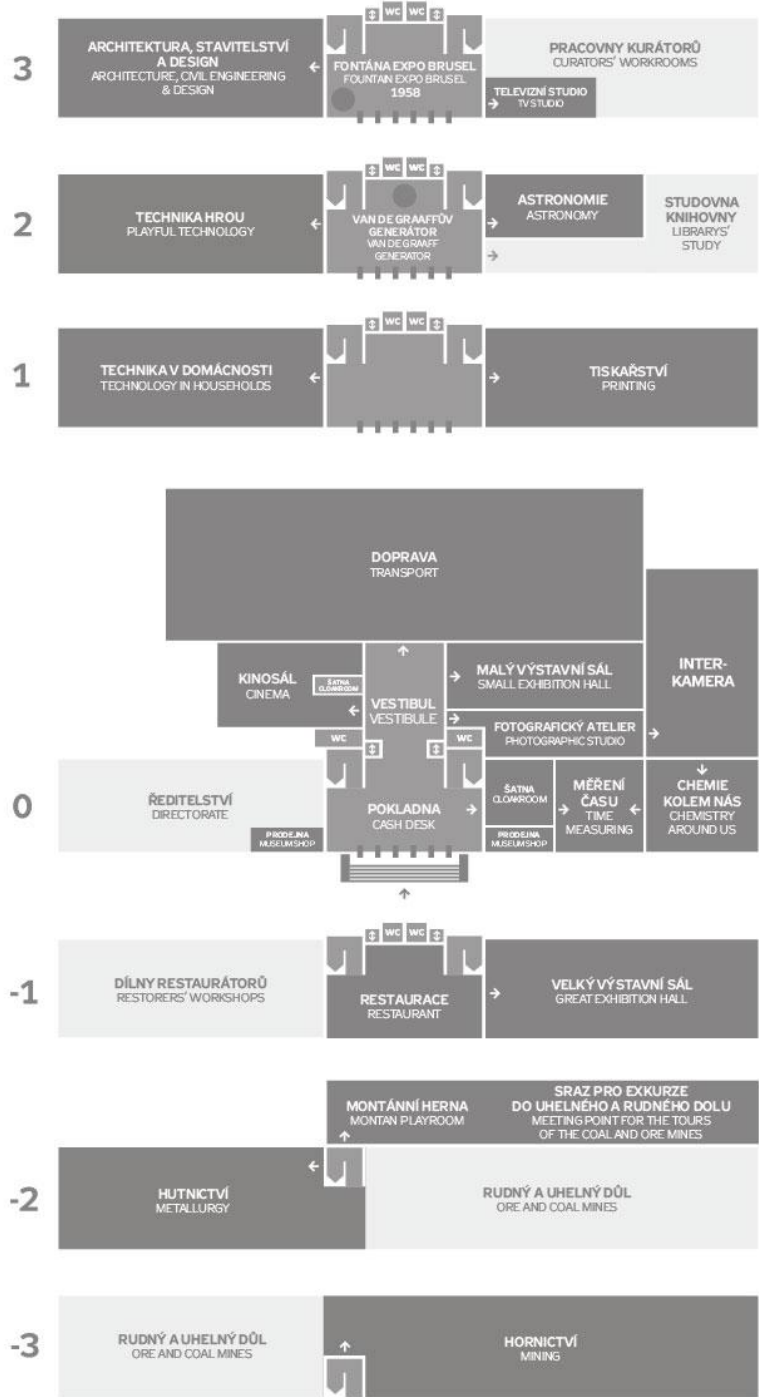 3
ARCHITEKTURA, STAVITELSTVÍ
A DESIGN
ARCHITECTURE, CIVIL ENGINEERING
& DESIGN
WC WC
FONTÁNA EXPO BRUSEL
FOUNTAIN EXPO BRUSEL
1958
PRACOVNY KURÁTORŮ
CURATORS' WORKROOMS
TELEVIZNÍ STUDIO
TV STUDIO
2
TECHNIKA HROU
PLAYFUL TECHNOLOGY
WC WC
VAN DE GRAAFFŮV
GENERÁTOR
VAN DE GRAAFF
GENERATOR
ASTRONOMIE
ASTRONOMY
STUDOVNA
KNIHOVNY
LIBRARYS'
STUDY
1
TECHNIKA V DOMÁCNOSTI
TECHNOLOGY IN HOUSEHOLDS
WC WC
TISKAŘSTVÍ
PRINTING
0
DOPRAVA
TRANSPORT
KINOSÁL
CINEMA
ŠATNA
CLOAKROOM
VESTIBUL
VESTIBULE
MALÝ VÝSTAVNÍ SÁL
SMALL EXHIBITION HALL
INTER-
KAMERA
FOTOGRAFICKÝ ATELIER
PHOTOGRAPHIC STUDIO
WC
WC
ŘEDITELSTVÍ
DIRECTORATE
PRODEJNA
MUSEUMSHOP
POKLADNA
CASH DESK
ŠATNA
CLOAKROOM
PRODEJNA
MUSEUMSHOP
MĚŘENÍ
ČASU
TIME
MEASURING
CHEMIE
KOLEM NÁS
CHEMISTRY
AROUND US
-1
DÍLNY RESTAURÁTORŮ
RESTORERS' WORKSHOPS
WC WC
RESTAURACE
RESTAURANT
VELKÝ VÝSTAVNÍ SÁL
GREAT EXHIBITION HALL
-2
MONTÁNNÍ HERNA
MONTAN PLAYROOM
SRAZ PRO EXKURZE
DO UHELNÉHO A RUDNÉHO DOLU
MEETING POINT FOR THE TOURS
OF THE COAL AND ORE MINES
HUTNICTVÍ
METALLURGY
RUDNÝ A UHELNÝ DŮL
ORE AND COAL MINES
-3
RUDNÝ A UHELNÝ DŮL
ORE AND COAL MINES
HORNICTVÍ
MINING